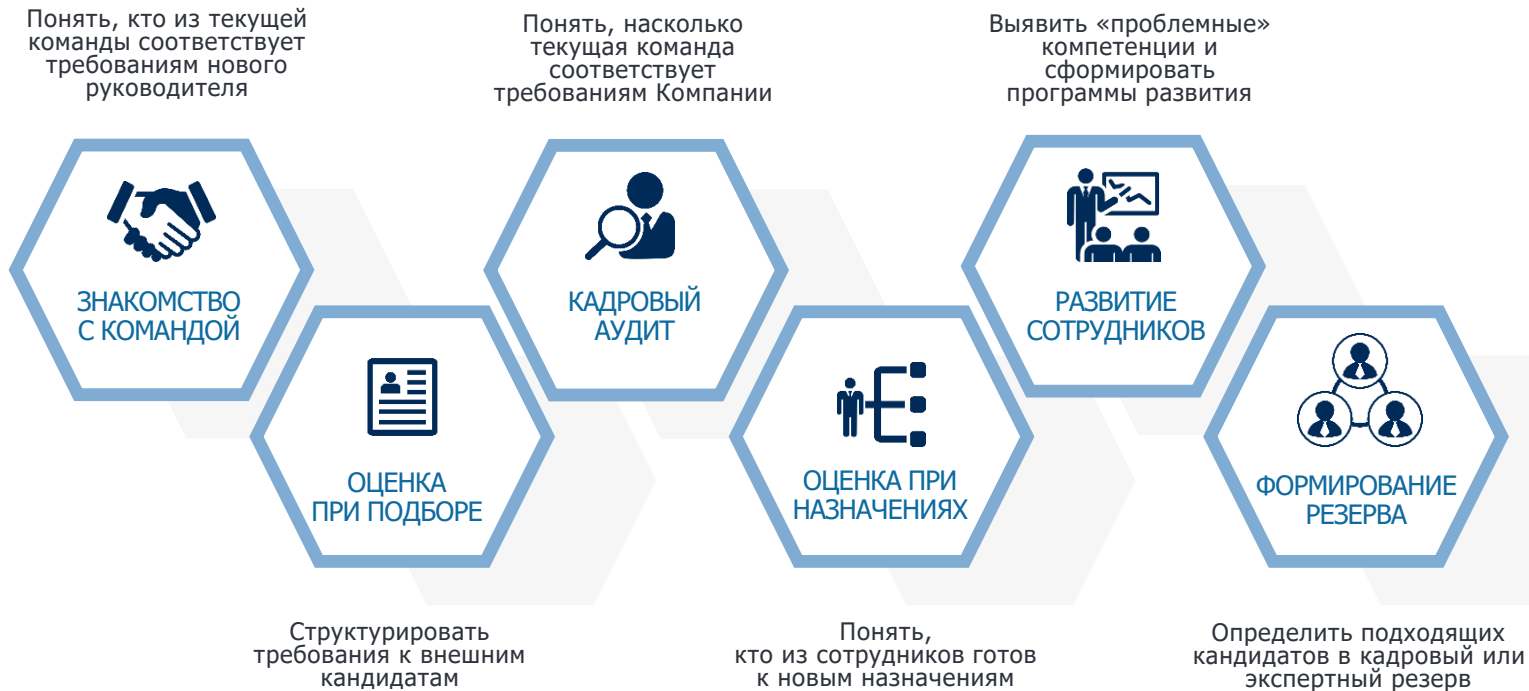 Понять, кто из текущей
команды соответствует
требованиям нового
руководителя
Понять, насколько
текущая команда
соответствует
требованиям Компании
Выявить «проблемные»
компетенции и
сформировать
программы развития
ЗНАКОМСТВО
С КОМАНДОЙ
КАДРОВЫЙ
АУДИТ
РАЗВИТИЕ
СОТРУДНИКОВ
ОЦЕНКА
ПРИ ПОДБОРЕ
ОЦЕНКА ПРИ
НАЗНАЧЕНИЯХ
ФОРМИРОВАНИЕ
РЕЗЕРВА
Структурировать
требования к внешним
кандидатам
Понять,
кто из сотрудников готов
к новым назначениям
Определить подходящих
кандидатов в кадровый или
экспертный резерв